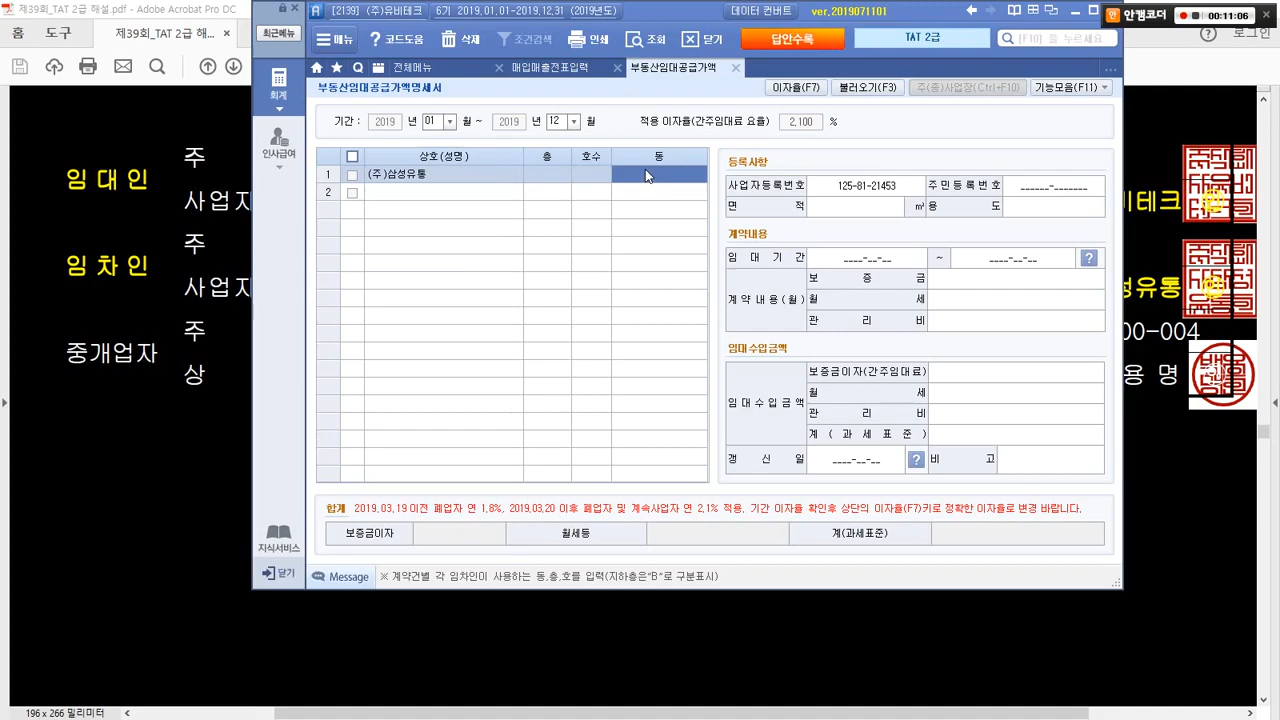 제39회_TAT 2급 해설.pdf - Adobe Acrobat Pro DC
홈 도구 제39회_TAT 2급 해... ×
로그인
안캠코더 00:11:06
[2139] (주)유비테크 6기 2019.01.01~2019.12.31 (2019년도) 데이터 컨버트 ver.2019071101
최근메뉴
메뉴 코드도움 삭제 조건검색 인쇄 조회 닫기 답안수록 TAT 2급 [F10] 를 누르세요
전체메뉴 매입매출전표입력 부동산임대공급가액
부동산임대공급가액명세서 이자율(F7) 불러오기(F3) 주(총)사업장(Ctrl+F10) 기능모음(F11)
회계
인사급여
지식서비스
닫기
기간 : 2019 년 01 월 ~ 2019 년 12 월 적용 이자율(간주임대료 요율) 2,100 %
상호(성명) 층 호수 동
1 (주)삼성유통
2
등록사항
사업자등록번호 125-81-21453 주민등록번호 ______-_______
면 적 ㎡ 용 도
계약내용
임 대 기 간 ____-__-__ ~ ____-__-__ ?
계약내용(월) 보 증 금
월 세
관 리 비
임대수입금액
임대수입금액 보증금이자(간주임대료)
월 세
관 리 비
계 ( 과 세 표 준 )
갱 신 일 ____-__-__ ? 비 고
합계 2019.03.19이전 폐업자 연 1.8%, 2019.03.20 이후 폐업자 및 계속사업자 연 2.1% 적용, 기간 이자율 확인후 상단의 이자율(F7)키로 정확한 이자율로 변경 바랍니다.
보증금이자 월세등 계(과세표준)
Message ※ 계약건별 각 임차인이 사용하는 동,층,호를 입력(지하층은"B"로 구분표시)
임 대 인 주
사업자
비테크
임 차 인 주
사업자
성유통
중개업자 주
00-004
상
용 명
196 x 266 밀리미터